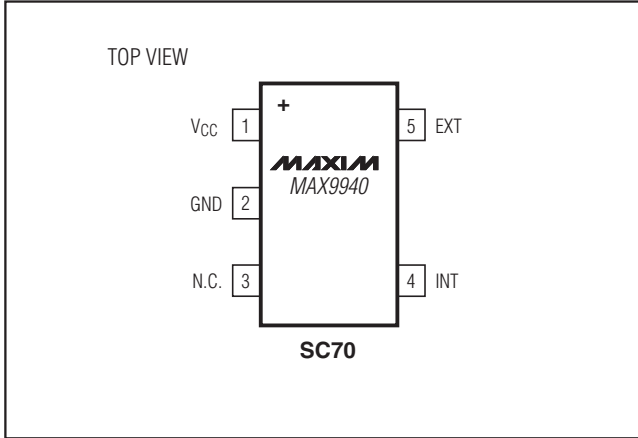 TOP VIEW
+
VCC 1
5 EXT
MAXIM
MAX9940
GND 2
N.C. 3
4 INT
SC70